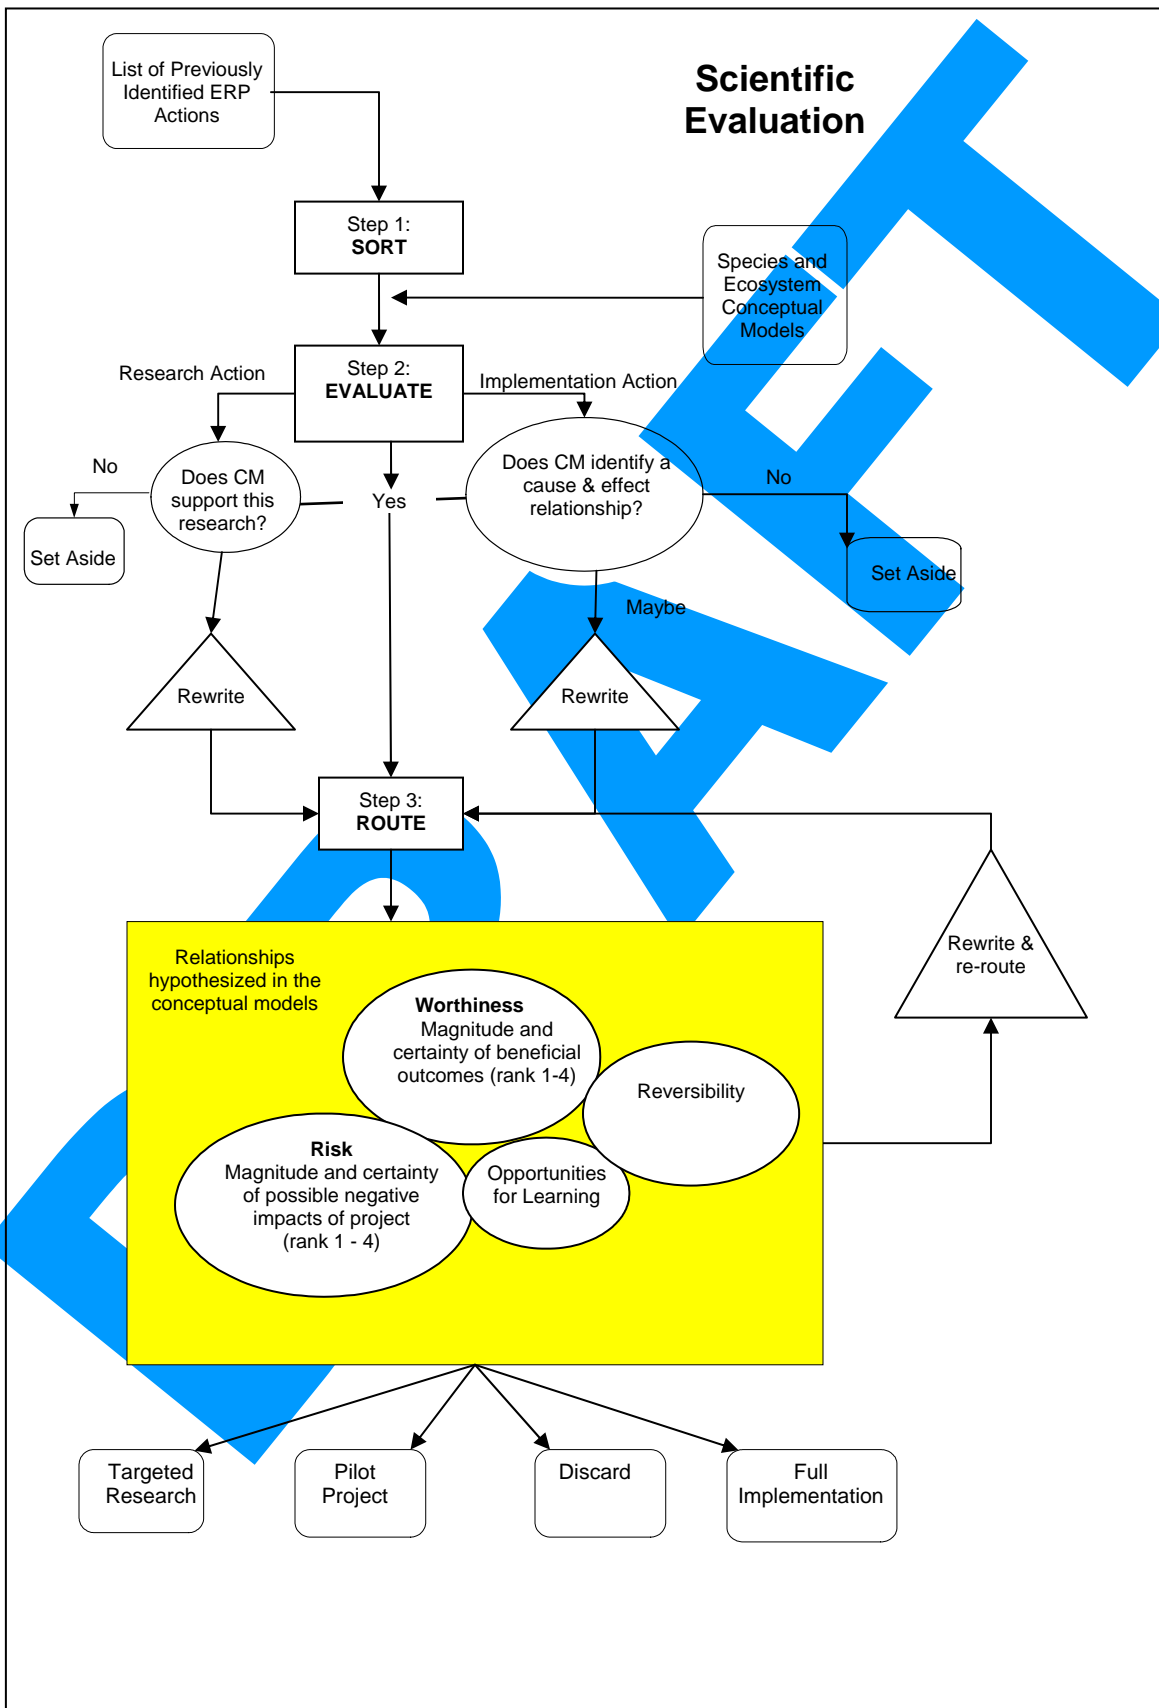 Scientific
Evaluation
List of Previously
Identified ERP
Actions
Step 1:
SORT
Species and
Ecosystem
Conceptual
Models
Step 2:
EVALUATE
Research Action
Implementation Action
No
Does CM
support this
research?
Yes
Does CM identify a
cause & effect
relationship?
No
Set Aside
Set Aside
Maybe
Rewrite
Rewrite
Step 3:
ROUTE
Rewrite &
re-route
Relationships
hypothesized in the
conceptual models
Worthiness
Magnitude and
certainty of beneficial
outcomes (rank 1-4)
Reversibility
Risk
Magnitude and certainty
of possible negative
impacts of project
(rank 1 - 4)
Opportunities
for Learning
Targeted
Research
Pilot
Project
Discard
Full
Implementation
DRAFT